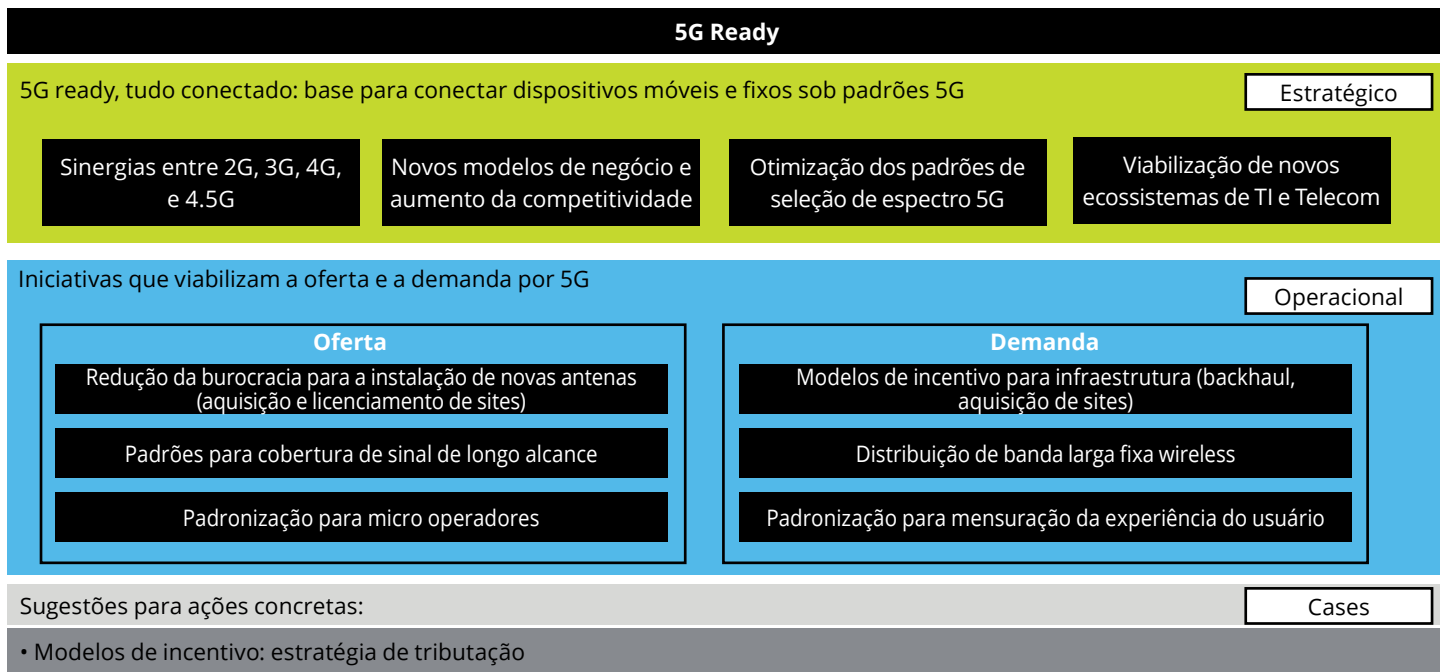 5G Ready
5G ready, tudo conectado: base para conectar dispositivos móveis e fixos sob padrões 5G
Estratégico
Sinergias entre 2G, 3G, 4G,
e 4.5G
Novos modelos de negócio e
aumento da competitividade
Otimização dos padrões de
seleção de espectro 5G
Viabilização de novos
ecossistemas de TI e Telecom
Iniciativas que viabilizam a oferta e a demanda por 5G
Operacional
Oferta
Redução da burocracia para a instalação de novas antenas
(aquisição e licenciamento de sites)
Padrões para cobertura de sinal de longo alcance
Padronização para micro operadores
Demanda
Modelos de incentivo para infraestrutura (backhaul,
aquisição de sites)
Distribuição de banda larga fixa wireless
Padronização para mensuração da experiência do usuário
Sugestões para ações concretas:
Cases
• Modelos de incentivo: estratégia de tributação